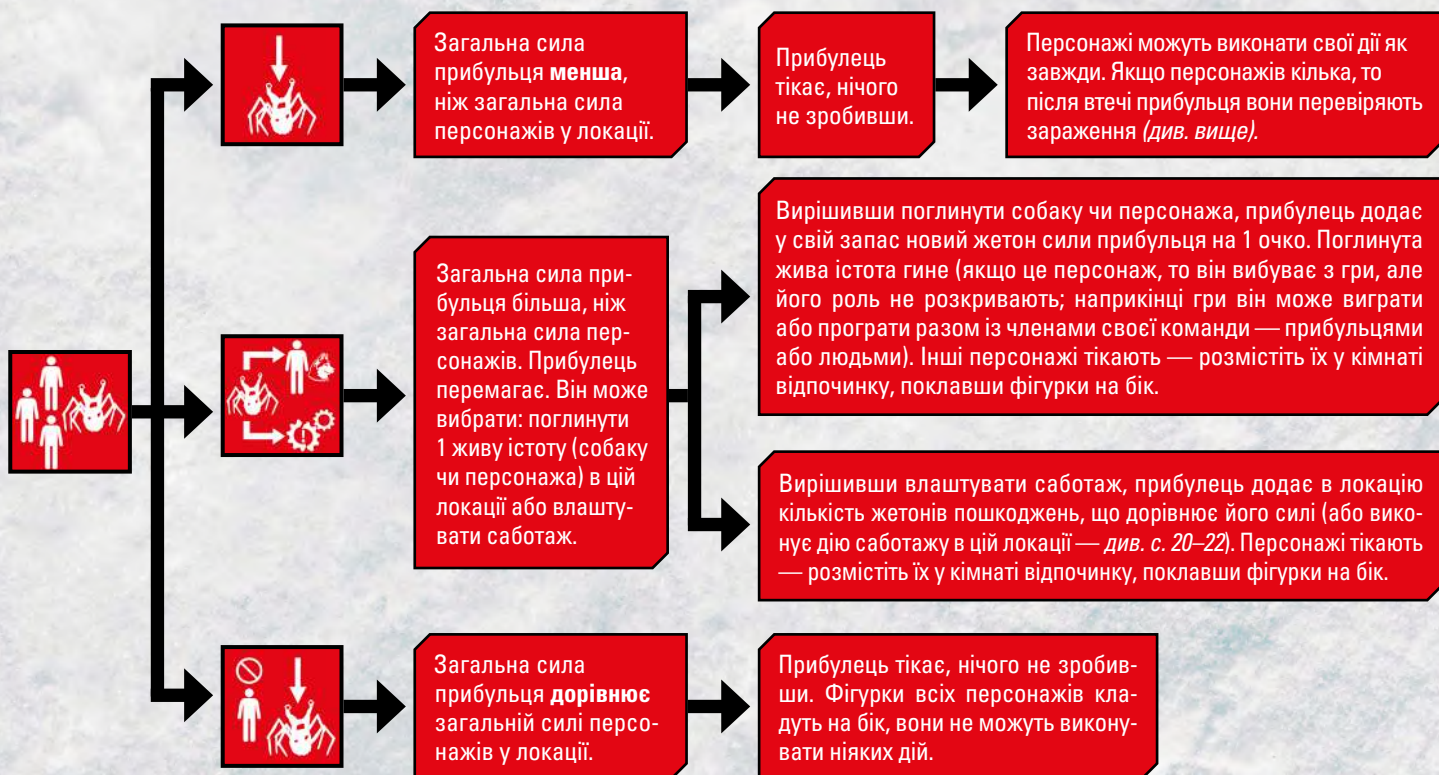 Загальна сила
прибульця менша,
ніж загальна сила
персонажів у локації.
Прибулець
тікає, нічого
не зробивши.
Персонажі можуть виконати свої дії як
завжди. Якщо персонажів кілька, то
після втечі прибульця вони перевіряють
зараження (див. вище).
Загальна сила при-
бульця більша, ніж
загальна сила пер-
сонажів. Прибулець
перемагає. Він може
вибрати: поглинути
1 живу істоту (собаку
чи персонажа) в цій
локації або влашту-
вати саботаж.
Вирішивши поглинути собаку чи персонажа, прибулець додає
у свій запас новий жетон сили прибульця на 1 очко. Поглинута
жива істота гине (якщо це персонаж, то він вибуває з гри, але
його роль не розкривають; наприкінці гри він може виграти
або програти разом із членами своєї команди — прибульцями
або людьми). Інші персонажі тікають — розмістіть їх у кімнаті
відпочинку, поклавши фігурки на бік.
Вирішивши влаштувати саботаж, прибулець додає в локацію
кількість жетонів пошкоджень, що дорівнює його силі (або вико-
нує дію саботажу в цій локації — див. с. 20–22). Персонажі тікають
— розмістіть їх у кімнаті відпочинку, поклавши фігурки на бік.
Загальна сила
прибульця дорівнює
загальній силі персо-
нажів у локації.
Прибулець тікає, нічого не зробив-
ши. Фігурки всіх персонажів кла-
дуть на бік, вони не можуть викону-
вати ніяких дій.